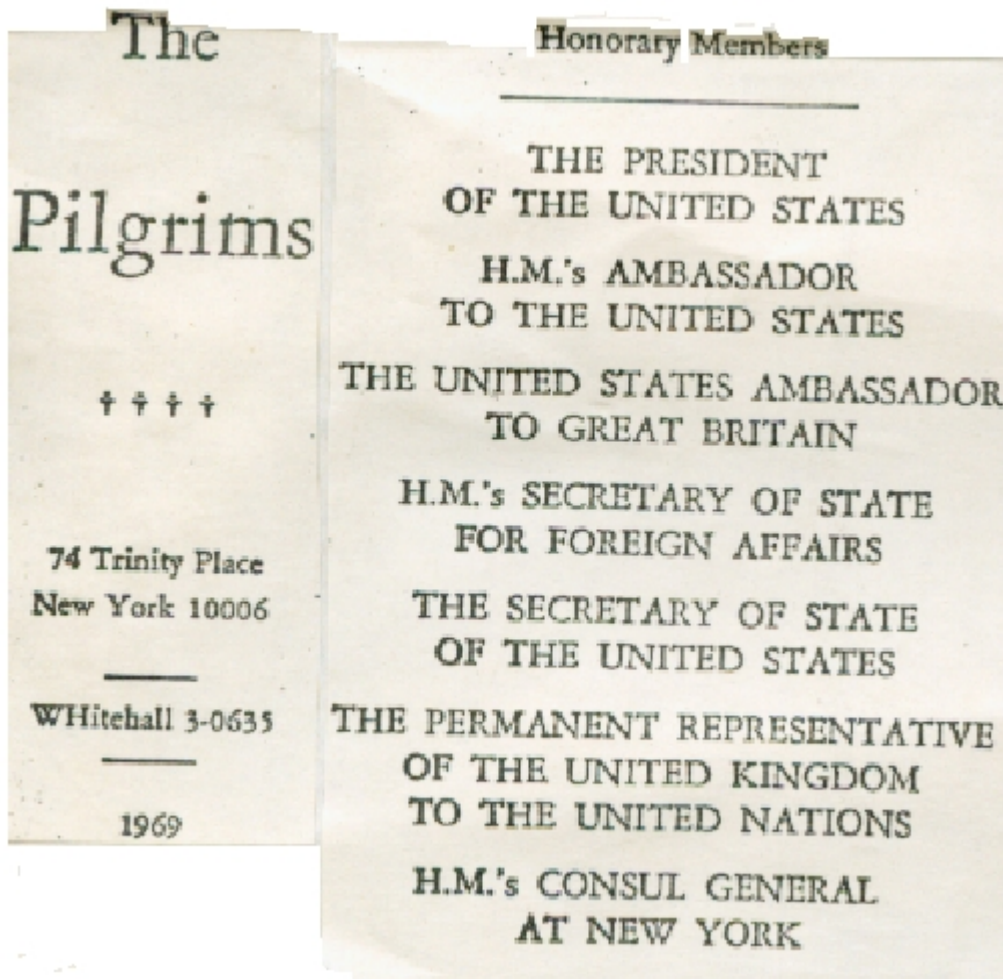 The
Pilgrims
† † † †
74 Trinity Place
New York 10006
WHitehall 3-0635
1969
Honorary Members
THE PRESIDENT
OF THE UNITED STATES
H.M.'s AMBASSADOR
TO THE UNITED STATES
THE UNITED STATES AMBASSADOR
TO GREAT BRITAIN
H.M.'s SECRETARY OF STATE
FOR FOREIGN AFFAIRS
THE SECRETARY OF STATE
OF THE UNITED STATES
THE PERMANENT REPRESENTATIVE
OF THE UNITED KINGDOM
TO THE UNITED NATIONS
H.M.'s CONSUL GENERAL
AT NEW YORK